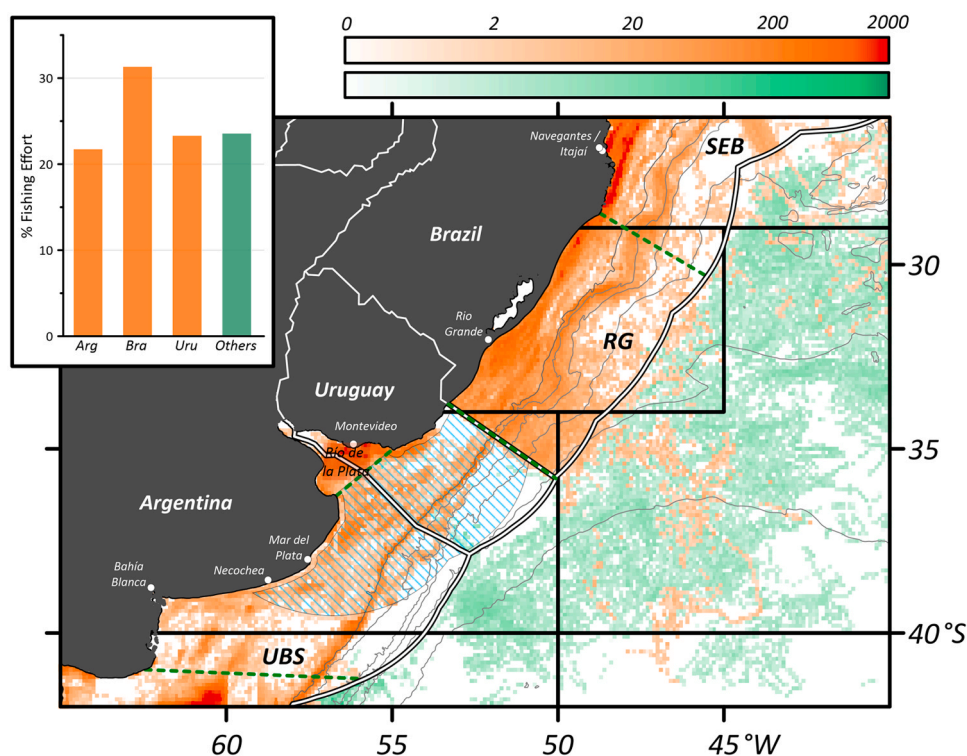 0 2 20 200 2000
% Fishing Effort
30
20
10
0
Arg Bra Uru Others
Navegantes /
Itajaí
SEB
Brazil
30
Rio
Grande
RG
Uruguay
Montevideo
35
Río de
la Plata
Argentina
Mar del
Plata
Bahía
Blanca
Necochea
40°S
UBS
60 55 50 45°W